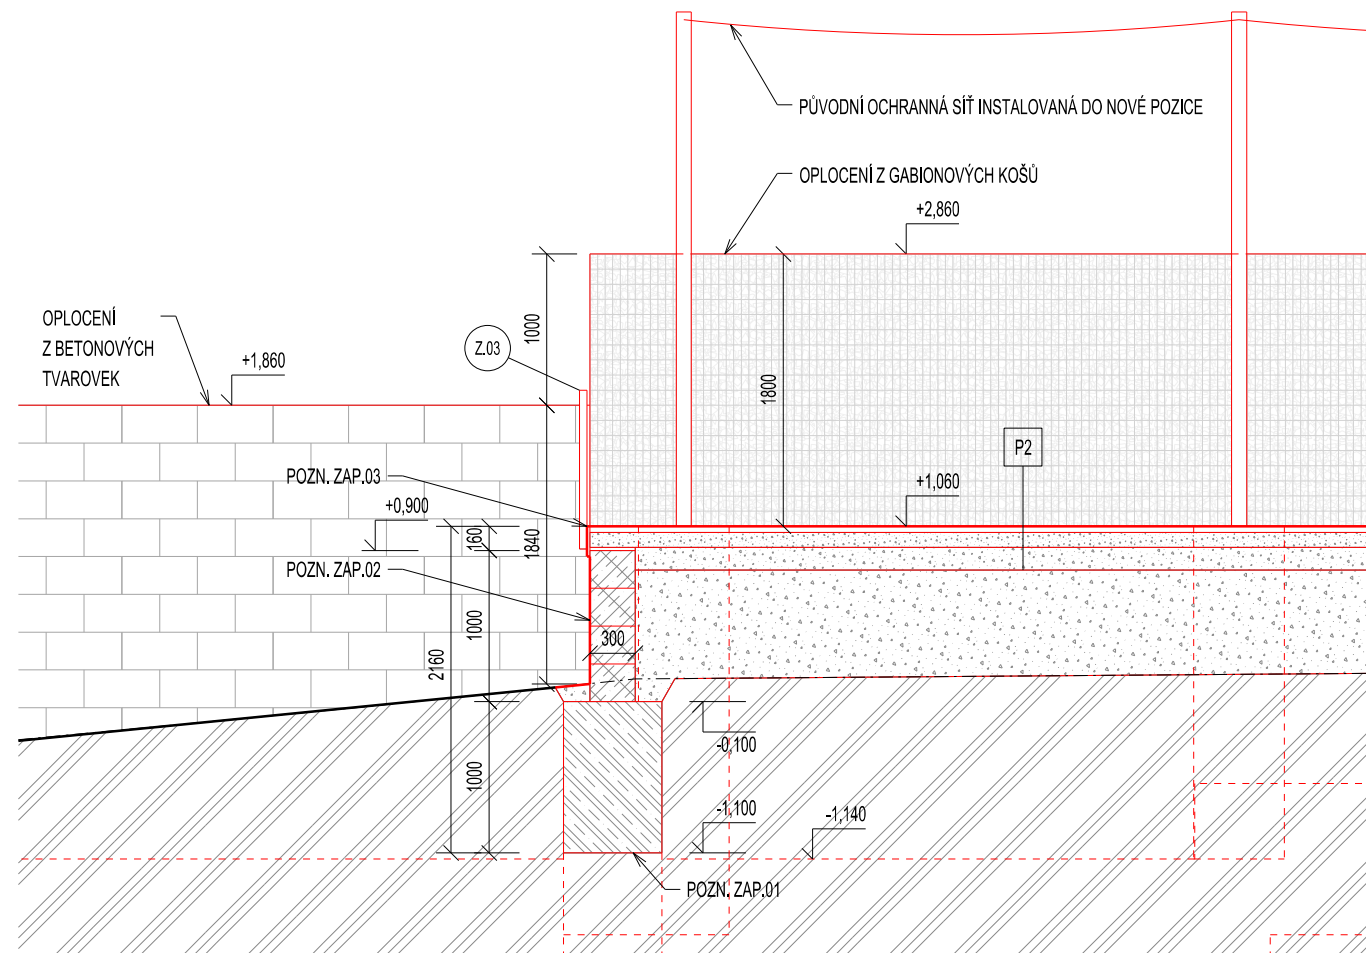 PŮVODNÍ OCHRANNÁ SÍŤ INSTALOVANÁ DO NOVÉ POZICE
OPLOCENÍ Z GABIONOVÝCH KOŠŮ
+2,860
OPLOCENÍ
Z BETONOVÝCH
TVAROVEK
+1,860
1000
Z.03
1800
P2
POZN. ZAP.03
+1,060
+0,900
160
1840
POZN. ZAP.02
1000
2160
300
-0,100
1000
-1,100
-1,140
POZN. ZAP.01